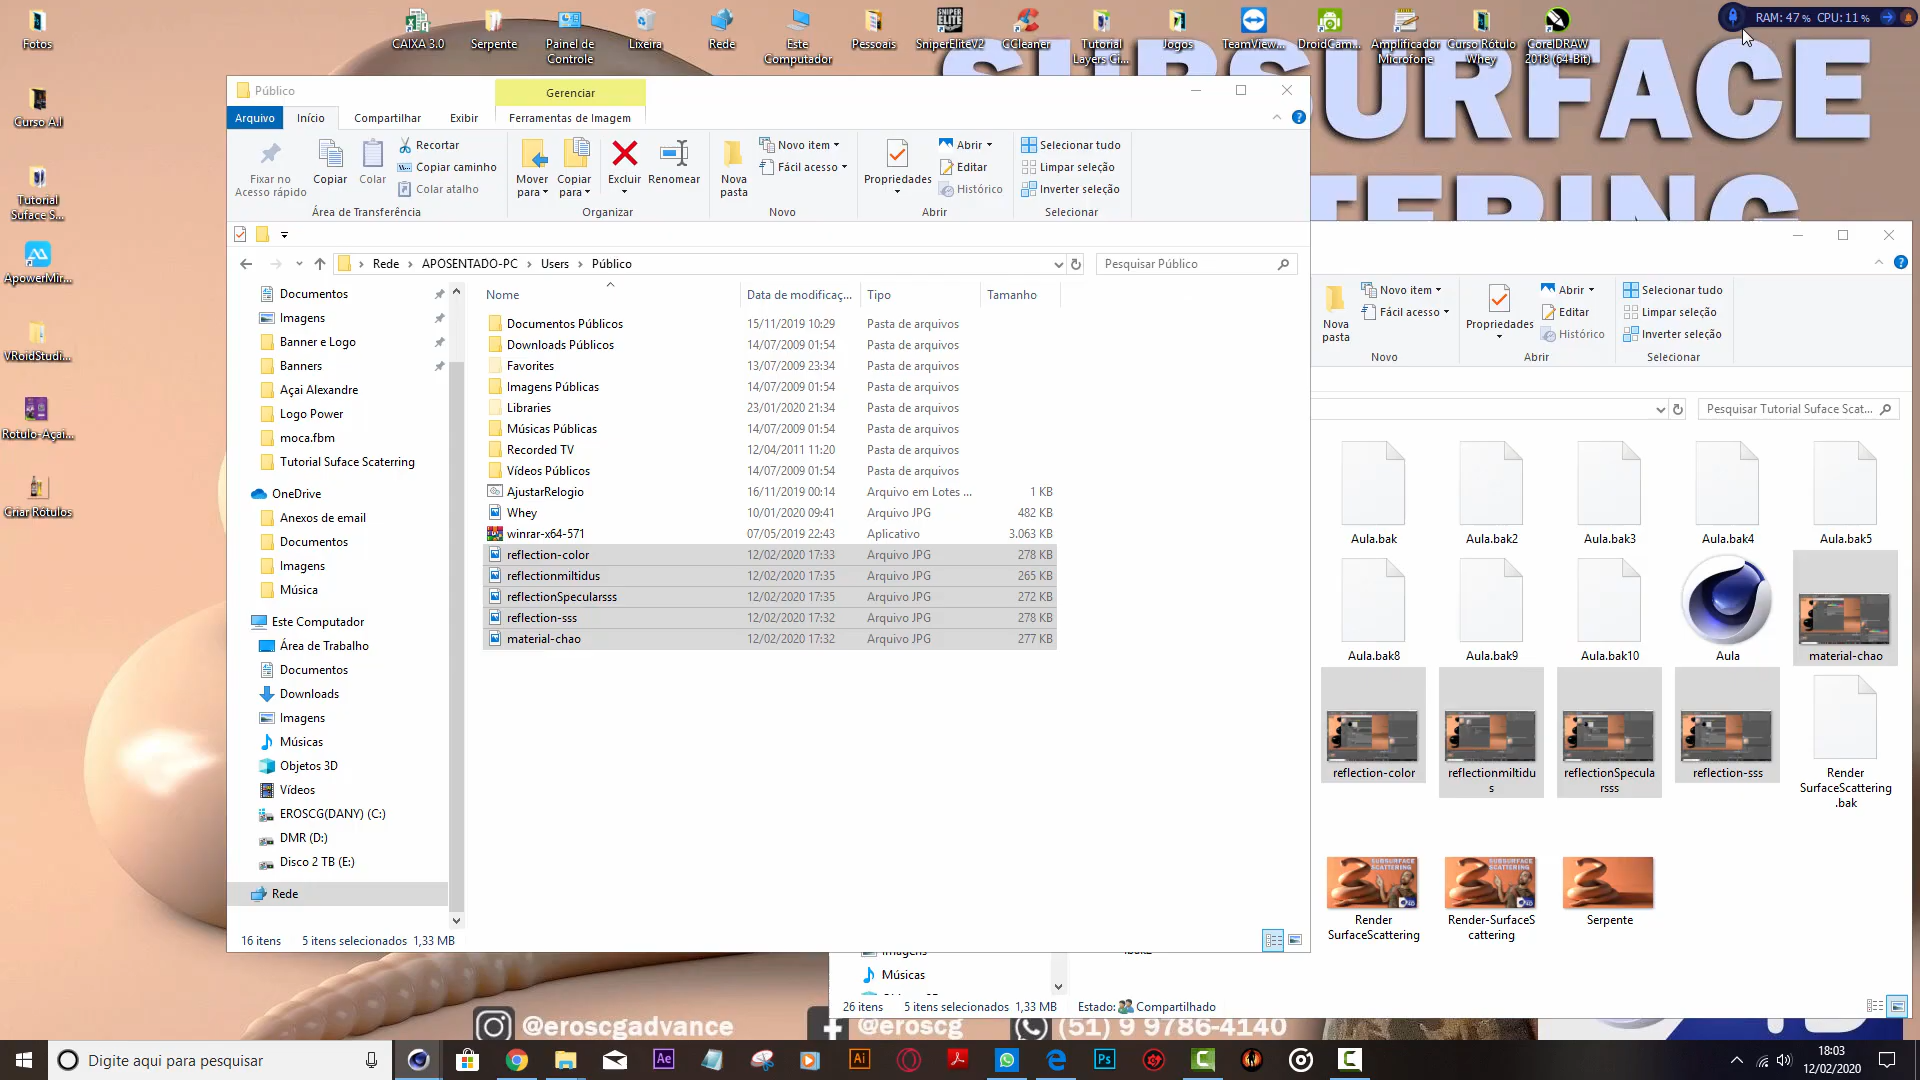 Fotos
CAIXA 3.0
Serpente
Painel de
Controle
Lixeira
Rede
Este
Computador
Pessoais
SniperEliteV2
CCleaner
Tutorial
Layers Ci...
Jogos
TeamView...
DroidCam...
Amplificador
Microfone
Curso Rótulo
Whey
CorelDRAW
2018 (64-Bit)
RAM: 47 % CPU: 11 %
SUBSURFACE
SCATTERING
Curso A.I
Tutorial
Suface S...
ApowerMir...
VRoidStudi...
Rotulo-Açai...
Criar Rótulos
Público
Gerenciar
Arquivo
Início
Compartilhar
Exibir
Ferramentas de Imagem
Fixar no
Acesso rápido
Copiar
Colar
Recortar
Copiar caminho
Colar atalho
Área de Transferência
Mover
para
Copiar
para
Excluir
Renomear
Organizar
Nova
pasta
Novo item
Fácil acesso
Novo
Propriedades
Abrir
Editar
Histórico
Abrir
Selecionar tudo
Limpar seleção
Inverter seleção
Selecionar
Rede > APOSENTADO-PC > Users > Público
Pesquisar Público
Documentos
Imagens
Banner e Logo
Banners
Açai Alexandre
Logo Power
moca.fbm
Tutorial Suface Scaterring
OneDrive
Anexos de email
Documentos
Imagens
Música
Este Computador
Área de Trabalho
Documentos
Downloads
Imagens
Músicas
Objetos 3D
Vídeos
EROSCG(DANY) (C:)
DMR (D:)
Disco 2 TB (E:)
Rede
Nome Data de modificaç... Tipo Tamanho
Documentos Públicos 15/11/2019 10:29 Pasta de arquivos
Downloads Públicos 14/07/2009 01:54 Pasta de arquivos
Favorites 13/07/2009 23:34 Pasta de arquivos
Imagens Públicas 14/07/2009 01:54 Pasta de arquivos
Libraries 23/01/2020 21:34 Pasta de arquivos
Músicas Públicas 14/07/2009 01:54 Pasta de arquivos
Recorded TV 12/04/2011 11:20 Pasta de arquivos
Vídeos Públicos 14/07/2009 01:54 Pasta de arquivos
AjustarRelogio 16/11/2019 00:14 Arquivo em Lotes ... 1 KB
Whey 10/01/2020 09:41 Arquivo JPG 482 KB
winrar-x64-571 07/05/2019 22:43 Aplicativo 3.063 KB
reflection-color 12/02/2020 17:33 Arquivo JPG 278 KB
reflectionmiltidus 12/02/2020 17:35 Arquivo JPG 265 KB
reflectionSpecularsss 12/02/2020 17:35 Arquivo JPG 272 KB
reflection-sss 12/02/2020 17:32 Arquivo JPG 278 KB
material-chao 12/02/2020 17:32 Arquivo JPG 277 KB
16 itens 5 itens selecionados 1,33 MB
Nova
pasta
Novo item
Fácil acesso
Novo
Propriedades
Abrir
Editar
Histórico
Abrir
Selecionar tudo
Limpar seleção
Inverter seleção
Selecionar
Pesquisar Tutorial Suface Scat...
Aula.bak
Aula.bak2
Aula.bak3
Aula.bak4
Aula.bak5
Aula.bak8
Aula.bak9
Aula.bak10
Aula
material-chao
reflection-color
reflectionmiltidu
s
reflectionSpecula
rsss
reflection-sss
Render
SurfaceScattering
.bak
Render
SurfaceScattering
Render-SurfaceS
cattering
Serpente
Músicas
26 itens 5 itens selecionados 1,33 MB Estado: Compartilhado
@eroscgadvance
@eroscg
(51) 9 9786-4140
Digite aqui para pesquisar
18:03
12/02/2020